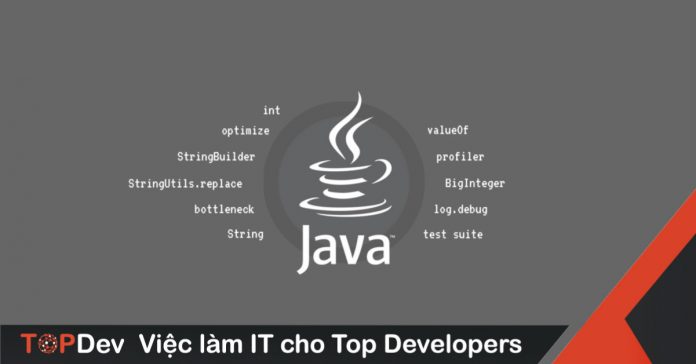 int
optimize
StringBuilder
StringUtils.replace
bottleneck
String
valueOf
profiler
BigInteger
log.debug
test suite
Java™
TOPDev Việc làm IT cho Top Developers